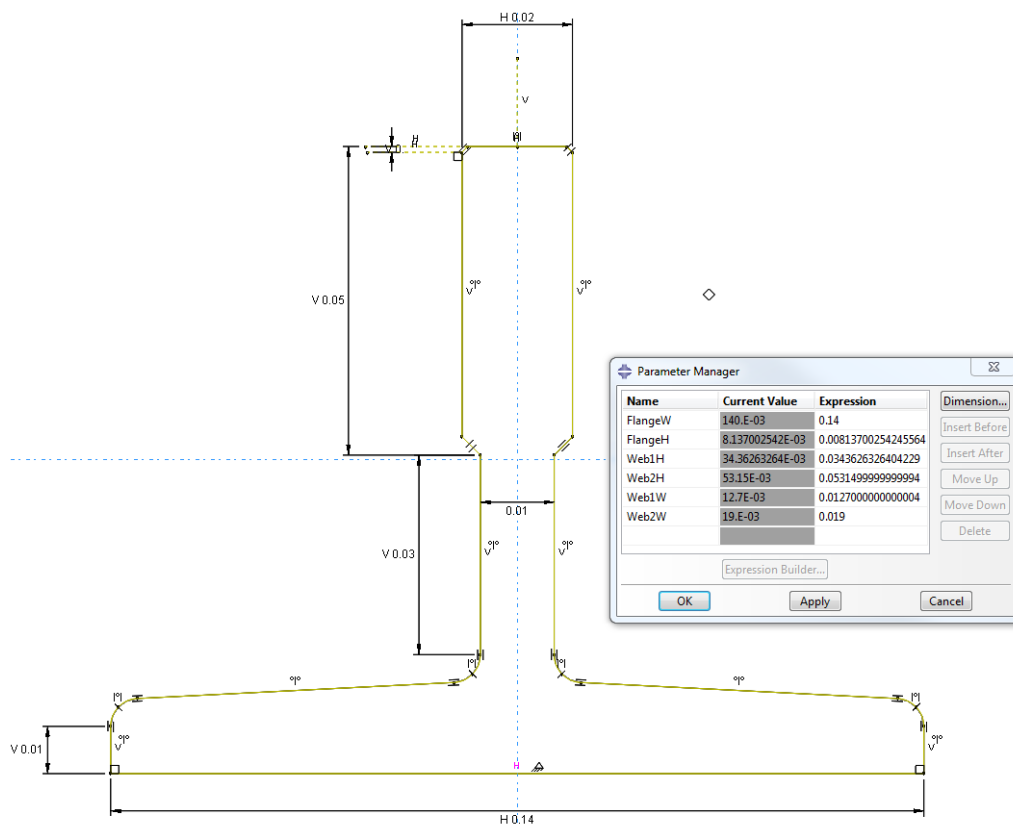 H 0.02
V
H
H
V 0.05
V
V
0.01
V 0.03
V
V
V 0.01
V
V
H
H 0.14
Parameter Manager
Name Current Value Expression
FlangeW 140.E-03 0.14
FlangeH 8.137002542E-03 0.00813700254245564
Web1H 34.36263264E-03 0.0343626326404229
Web2H 53.15E-03 0.0531499999999994
Web1W 12.7E-03 0.0127000000000004
Web2W 19.E-03 0.019
Dimension...
Insert Before
Insert After
Move Up
Move Down
Delete
Expression Builder...
OK Apply Cancel